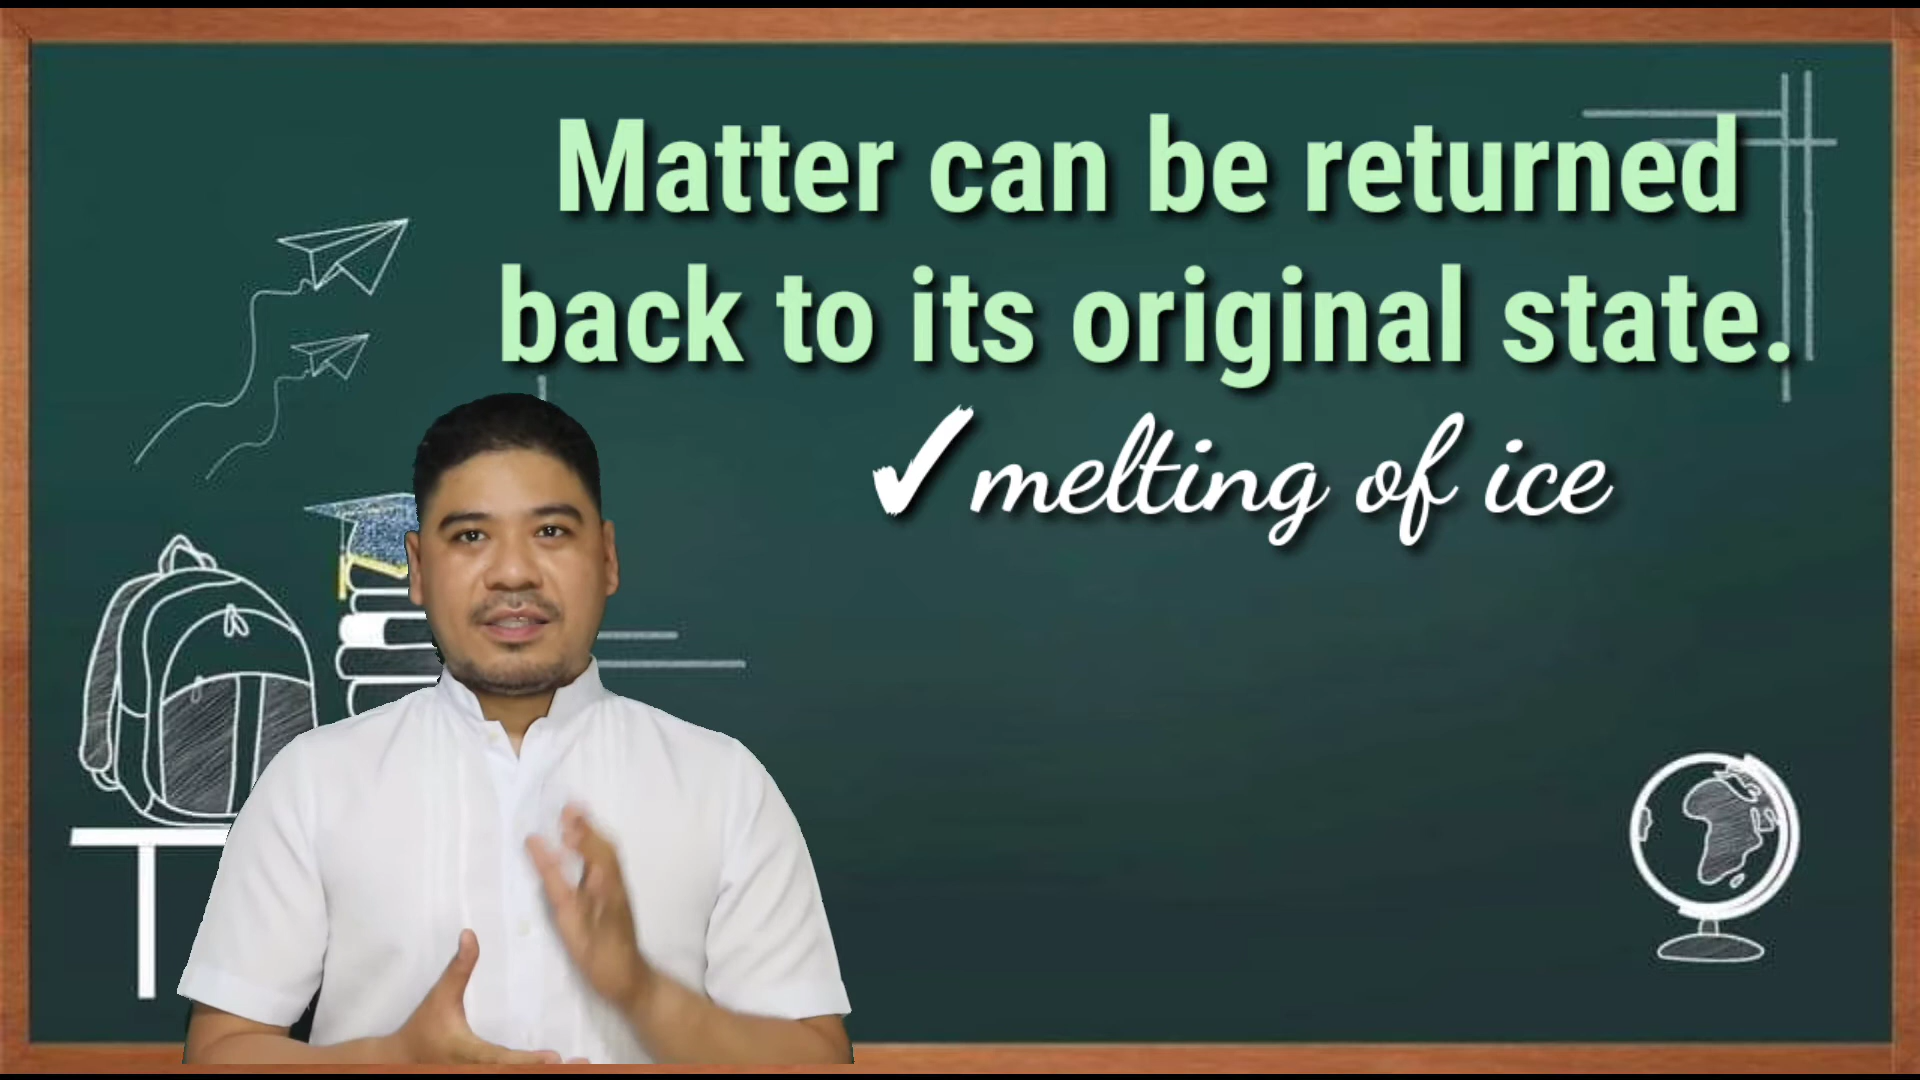 Matter can be returned
back to its original state.
✓melting of ice